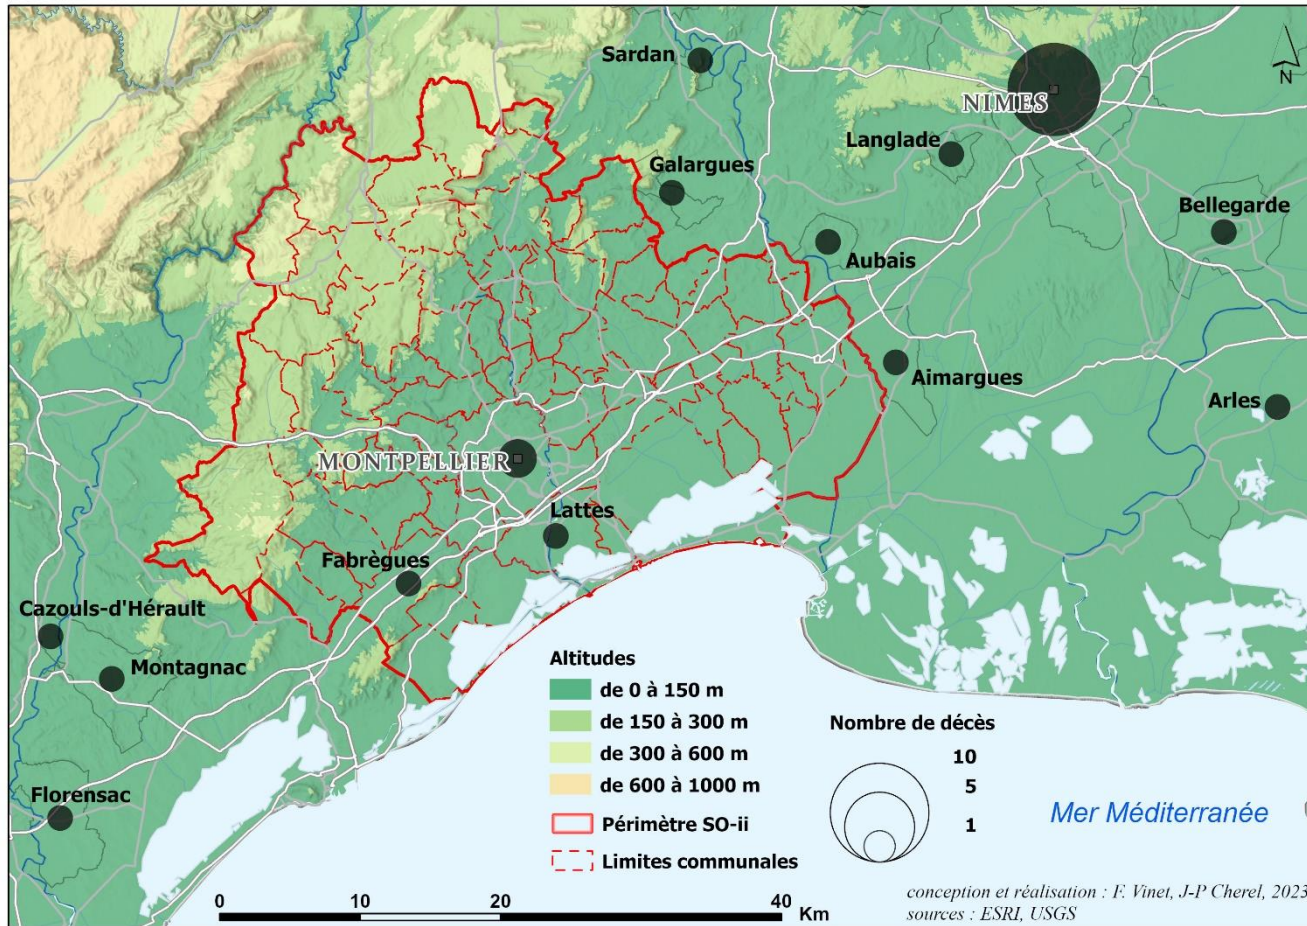 Sardan
N
NIMES
Langlade
Galargues
Bellegarde
Aubais
Aimargues
Arles
MONTPELLIER
Lattes
Fabrègues
Cazouls-d'Hérault
Montagnac
Florensac
Altitudes
de 0 à 150 m
de 150 à 300 m
de 300 à 600 m
de 600 à 1000 m
Périmètre SO-ii
Limites communales
Nombre de décès
10
5
1
Mer Méditerranée
0 10 20 40 Km
conception et réalisation : F. Vinet, J-P Cherel, 2023
sources : ESRI, USGS